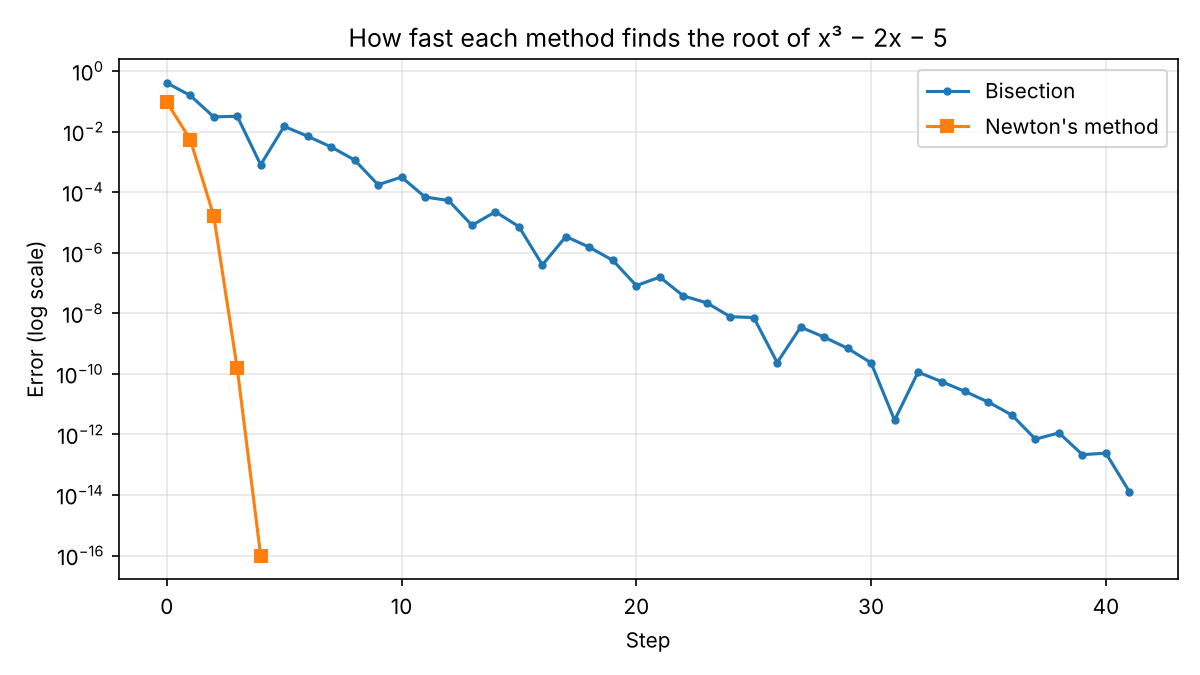 How fast each method finds the root of x³ − 2x − 5
Bisection
Newton's method
Error (log scale)
10⁰
10⁻²
10⁻⁴
10⁻⁶
10⁻⁸
10⁻¹⁰
10⁻¹²
10⁻¹⁴
10⁻¹⁶
0 10 20 30 40
Step